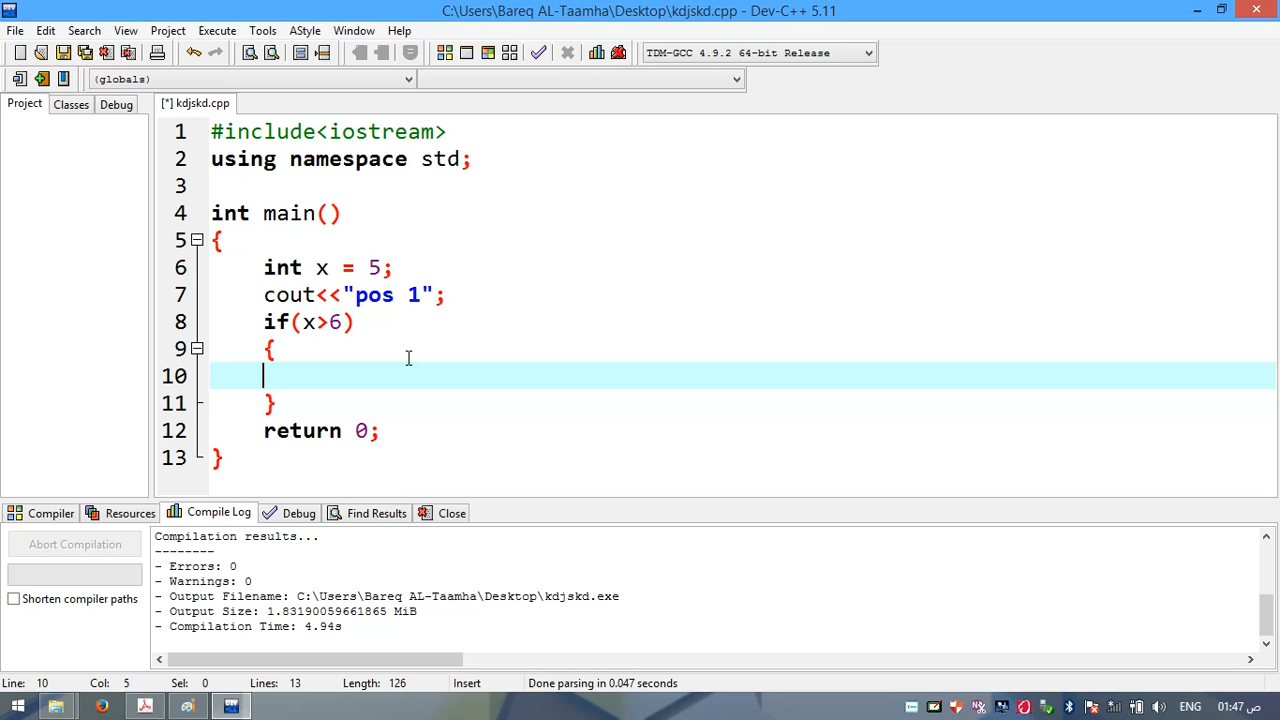 C:\Users\Bareq AL-Taamha\Desktop\kdjskd.cpp - Dev-C++ 5.11
File Edit Search View Project Execute Tools AStyle Window Help
TDM-GCC 4.9.2 64-bit Release
(globals)
Project Classes Debug [*] kdjskd.cpp
1 #include<iostream>
2 using namespace std;
3
4 int main()
5 {
6 int x = 5;
7 cout<<"pos 1";
8 if(x>6)
9 {
10
11 }
12 return 0;
13 }
Compiler Resources Compile Log Debug Find Results Close
Abort Compilation
Shorten compiler paths
Compilation results...
--------
- Errors: 0
- Warnings: 0
- Output Filename: C:\Users\Bareq AL-Taamha\Desktop\kdjskd.exe
- Output Size: 1.83190059661865 MiB
- Compilation Time: 4.94s
Line: 10 Col: 5 Sel: 0 Lines: 13 Length: 126 Insert Done parsing in 0.047 seconds
ENG 01:47 ص